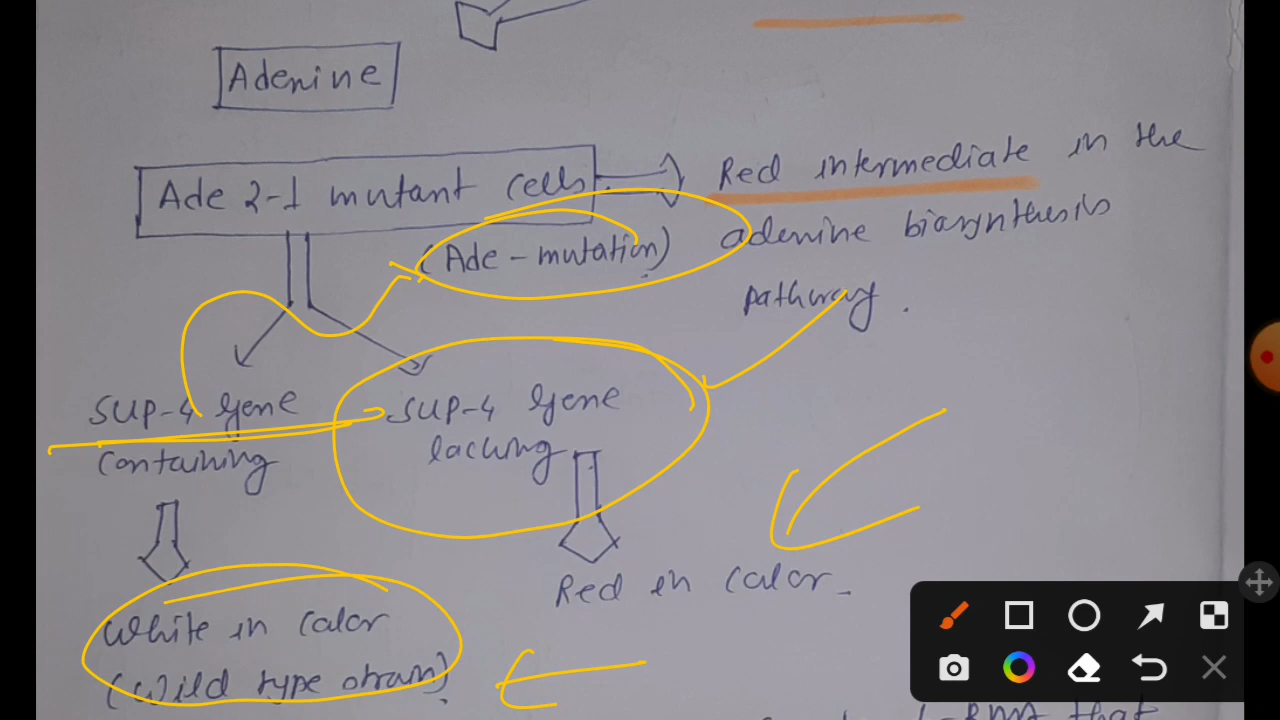 Adenine
Ade 2-1 mutant cells.
Red intermediate in the
(Ade - mutation)
adenine biosynthesis
pathway.
SUP-4 gene
containing
SUP-4 gene
lacking
Red in color.
White in color
(Wild type strain)
that